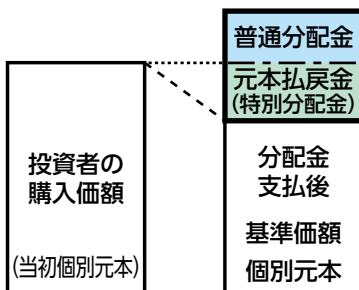 普通分配金
元本払戻金
(特別分配金)
投資者の
購入価額
(当初個別元本)
分配金
支払後
基準価額
個別元本